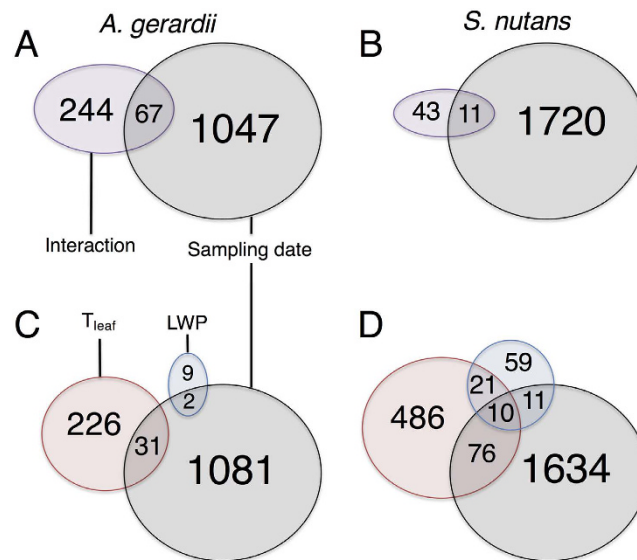 A. gerardii
S. nutans
A
B
244
67
1047
43
11
1720
Interaction
Sampling date
C
T_leaf
LWP
D
9
2
226
31
1081
59
21
11
10
486
76
1634